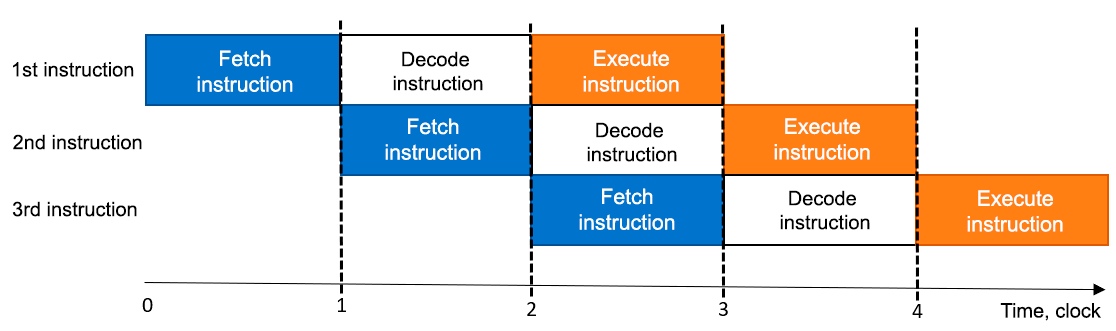 Fetch
instruction
Decode
instruction
Execute
instruction
1st instruction
Fetch
instruction
Decode
instruction
Execute
instruction
2nd instruction
Fetch
instruction
Decode
instruction
Execute
instruction
3rd instruction
0
1
2
3
4
Time, clock